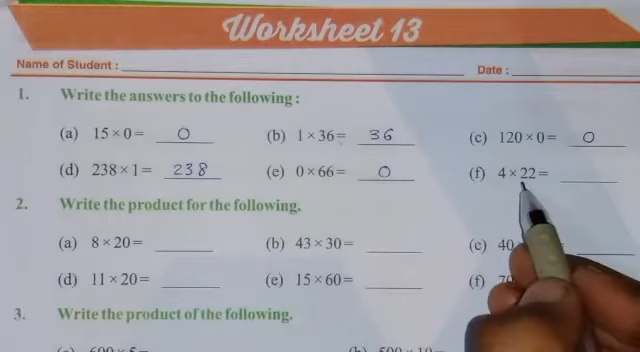 Worksheet 13
Name of Student : Date :
1. Write the answers to the following :
(a) 15 × 0 = 0 (b) 1 × 36 = 36 (c) 120 × 0 = 0
(d) 238 × 1 = 238 (e) 0 × 66 = 0 (f) 4 × 22 =
2. Write the product for the following.
(a) 8 × 20 = (b) 43 × 30 = (c) 40
(d) 11 × 20 = (e) 15 × 60 = (f)
3. Write the product of the following.